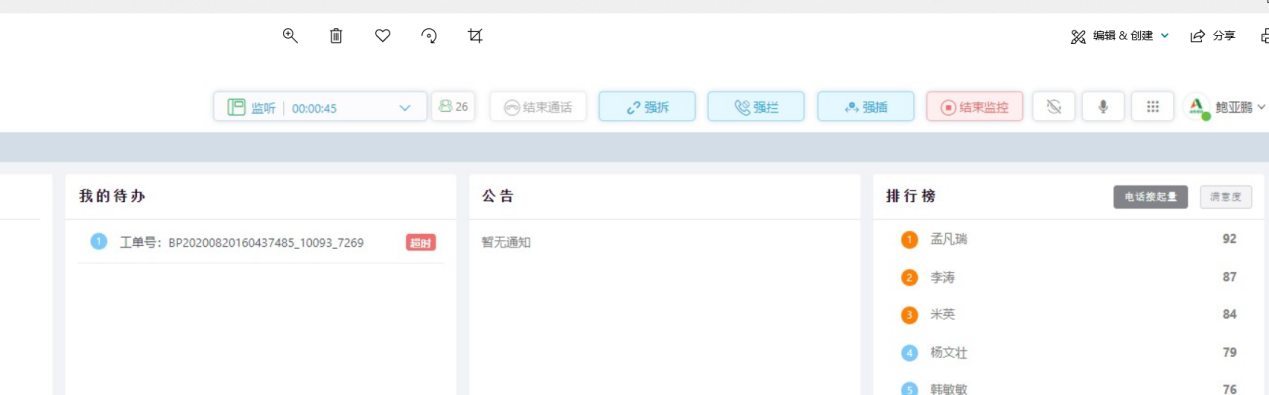 编辑 & 创建 分享
监听 00:00:45 26 结束通话 强拆 强拦 强插 结束监控 鲍亚鹏
我的待办 公告 排行榜 电话接起量 满意度
1 工单号：BP20200820160437485_10093_7269 超时 暂无通知 1 孟凡瑞 92
2 李涛 87
3 米英 84
4 杨文壮 79
5 韩敏敏 76